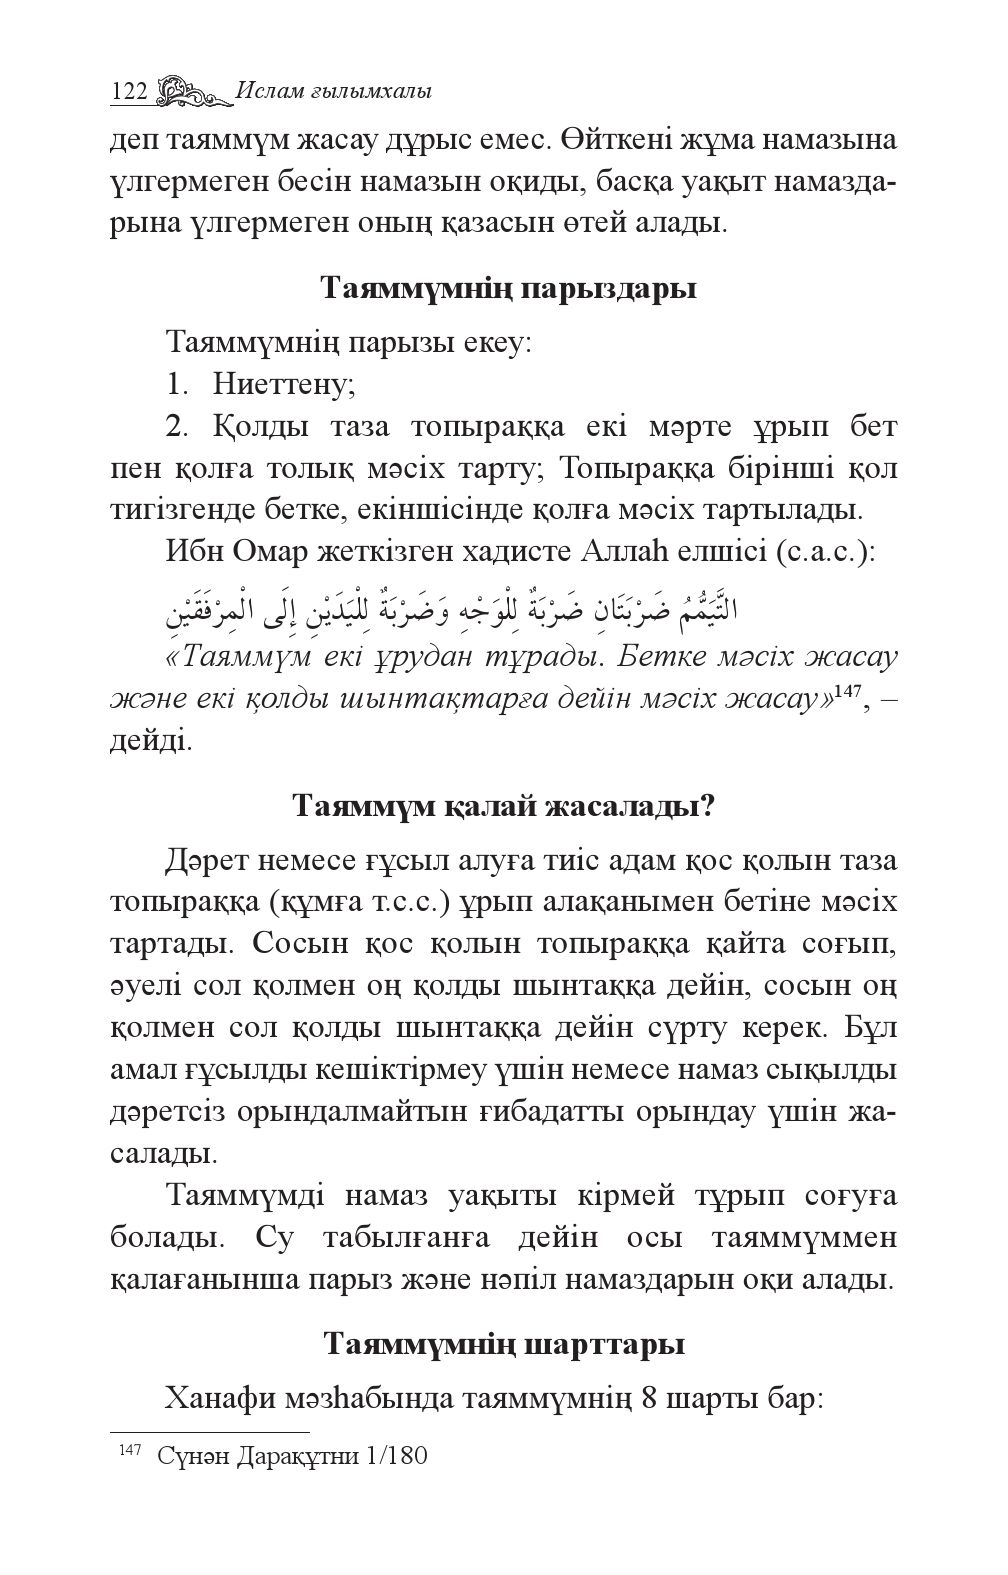 122 Ислам ғылымхалы
деп таяммүм жасау дұрыс емес. Өйткені жұма намазына
үлгермеген бесін намазын оқиды, басқа уақыт намазда-
рына үлгермеген оның қазасын өтей алады.
Таяммүмнің парыздары
Таяммүмнің парызы екеу:
1. Ниеттену;
2. Қолды таза топыраққа екі мәрте ұрып бет
пен қолға толық мәсіх тарту; Топыраққа бірінші қол
тигізгенде бетке, екіншісінде қолға мәсіх тартылады.
Ибн Омар жеткізген хадисте Аллаһ елшісі (с.а.с.):
التَّيَمُّمُ ضَرْبَتَانِ ضَرْبَةٌ لِلْوَجْهِ وَضَرْبَةٌ لِلْيَدَيْنِ إِلَى الْمِرْفَقَيْنِ
«Таяммүм екі ұрудан тұрады. Бетке мәсіх жасау
және екі қолды шынтақтарға дейін мәсіх жасау»147, –
дейді.
Таяммүм қалай жасалады?
Дәрет немесе ғұсыл алуға тиіс адам қос қолын таза
топыраққа (құмға т.с.с.) ұрып алақанымен бетіне мәсіх
тартады. Сосын қос қолын топыраққа қайта соғып,
әуелі сол қолмен оң қолды шынтаққа дейін, сосын оң
қолмен сол қолды шынтаққа дейін сүрту керек. Бұл
амал ғұсылды кешіктірмеу үшін немесе намаз сықылды
дәретсіз орындалмайтын ғибадатты орындау үшін жа-
салады.
Таяммүмді намаз уақыты кірмей тұрып соғуға
болады. Су табылғанға дейін осы таяммүммен
қалағанынша парыз және нәпіл намаздарын оқи алады.
Таяммүмнің шарттары
Ханафи мәзһабында таяммүмнің 8 шарты бар:
147 Сүнән Дарақұтни 1/180